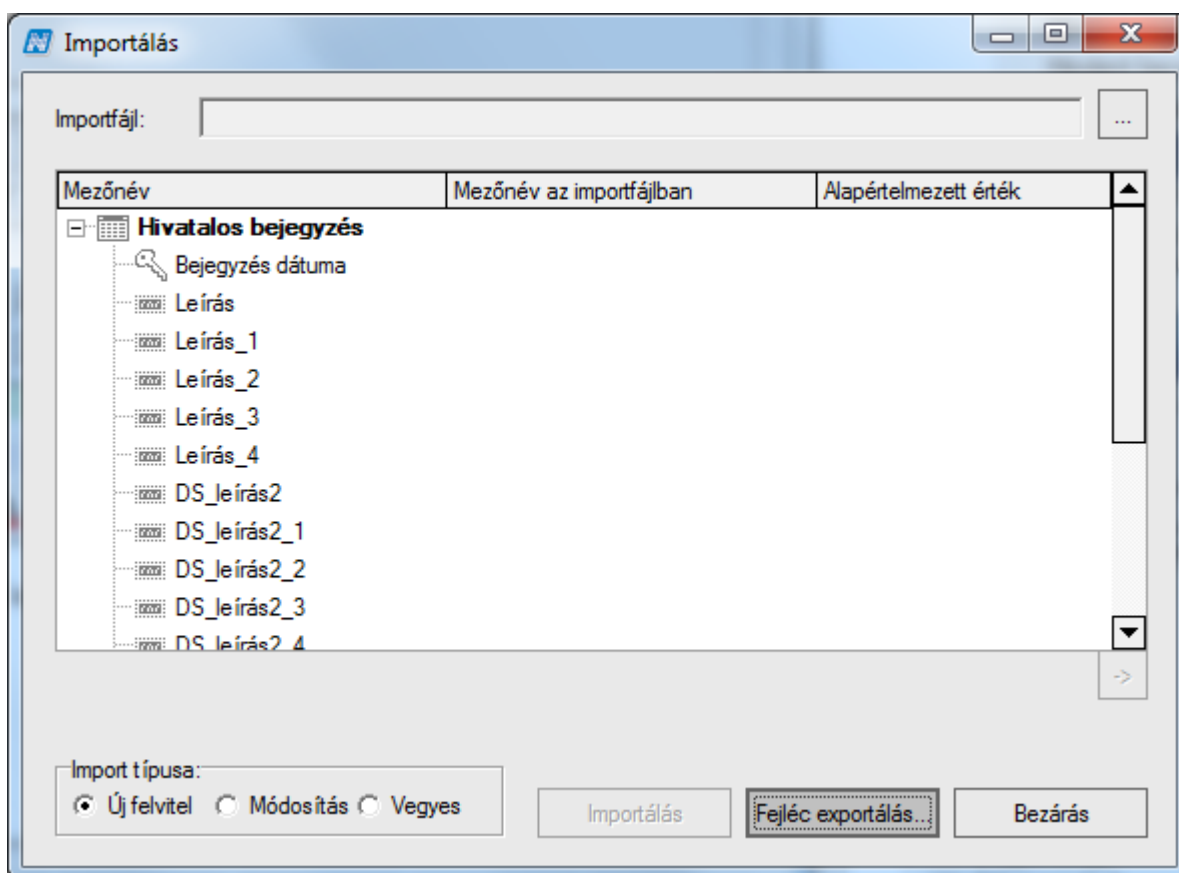 Importálás
Importfájl:
...
Mezőnév Mezőnév az importfájlban Alapértelmezett érték
Hivatalos bejegyzés
Bejegyzés dátuma
Leírás
Leírás_1
Leírás_2
Leírás_3
Leírás_4
DS_leírás2
DS_leírás2_1
DS_leírás2_2
DS_leírás2_3
DS_leírás2_4
->
Import típusa:
Új felvitel Módosítás Vegyes
Importálás Fejléc exportálás... Bezárás